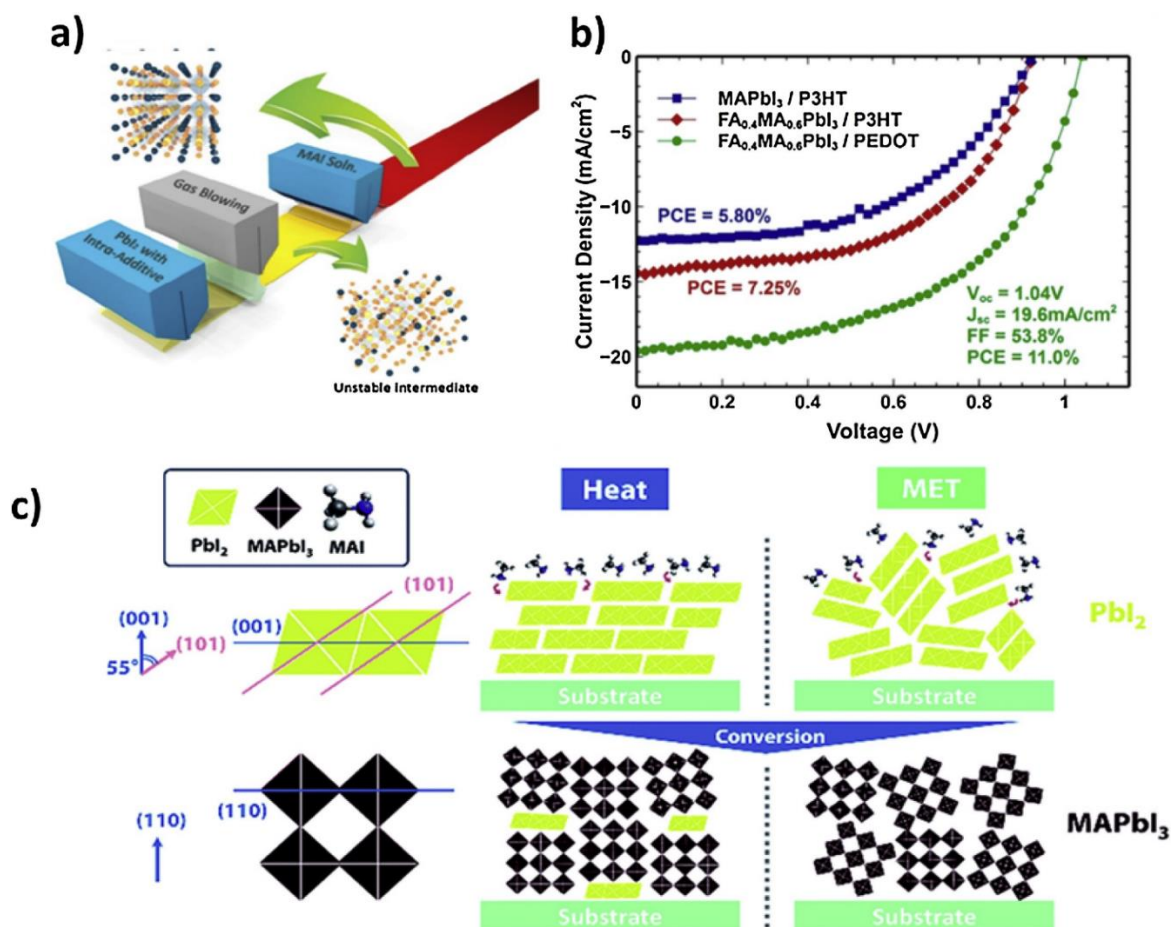 a)
MAI Soln.
Gas Blowing
PbI₂ with
Intra-Additive
Unstable Intermediate
b)
MAPbI₃ / P3HT
FA₀.₄MA₀.₆PbI₃ / P3HT
FA₀.₄MA₀.₆PbI₃ / PEDOT
PCE = 5.80%
PCE = 7.25%
Vₒc = 1.04V
Jₛc = 19.6mA/cm²
FF = 53.8%
PCE = 11.0%
Current Density (mA/cm²)
0
−5
−10
−15
−20
0
0.2
0.4
0.6
0.8
1
Voltage (V)
c)
PbI₂
MAPbI₃
MAI
Heat
MET
(001)
(101)
55°
(001)
(101)
PbI₂
Substrate
Substrate
Conversion
(110)
(110)
MAPbI₃
Substrate
Substrate